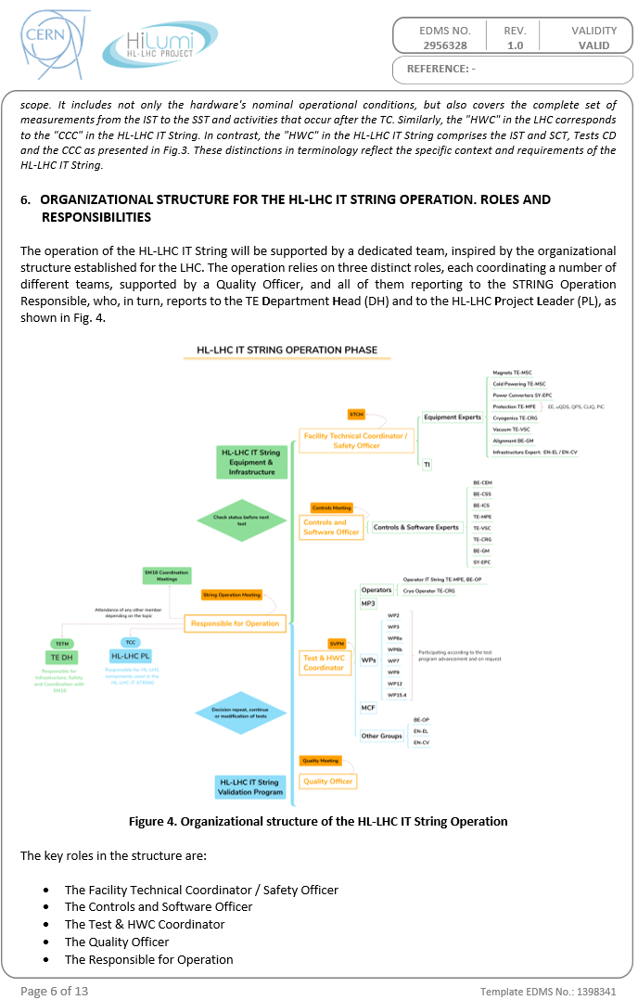 CERN
HiLumi
HL-LHC PROJECT
EDMS NO. REV. VALIDITY
2956328 1.0 VALID
REFERENCE: -
scope. It includes not only the hardware's nominal operational conditions, but also covers the complete set of
measurements from the IST to the SST and activities that occur after the TC. Similarly, the "HWC" in the LHC corresponds
to the "CCC" in the HL-LHC IT String. In contrast, the "HWC" in the HL-LHC IT String comprises the IST and SCT, Tests CD
and the CCC as presented in Fig.3. These distinctions in terminology reflect the specific context and requirements of the
HL-LHC IT String.
6. ORGANIZATIONAL STRUCTURE FOR THE HL-LHC IT STRING OPERATION. ROLES AND
RESPONSIBILITIES
The operation of the HL-LHC IT String will be supported by a dedicated team, inspired by the organizational
structure established for the LHC. The operation relies on three distinct roles, each coordinating a number of
different teams, supported by a Quality Officer, and all of them reporting to the STRING Operation
Responsible, who, in turn, reports to the TE Department Head (DH) and to the HL-LHC Project Leader (PL), as
shown in Fig. 4.
HL-LHC IT STRING OPERATION PHASE
HL-LHC IT String
Equipment &
Infrastructure
Check status before next
test
SM18 Coordination
Meetings
String Operation Meeting
Attendance of any other member
depending on the topic
Responsible for Operation
TETM
TE DH
Responsible for
Infrastructure, Safety
and Coordination with
SM18
TCC
HL-LHC PL
Responsible for HL-LHC
components used in the
HL-LHC IT STRING
Decision repeat, continue
or modification of tests
HL-LHC IT String
Validation Program
STCM
Facility Technical Coordinator /
Safety Officer
Equipment Experts
Magnets TE-MSC
Cold Powering TE-MSC
Power Converters SY-EPC
Protection TE-MPE EE, uQDS, QPS, CLIQ, PIC
Cryogenics TE-CRG
Vacuum TE-VSC
Alignment BE-GM
Infrastructure Expert: EN-EL / EN-CV
TI
Controls Meeting
Controls and
Software Officer
Controls & Software Experts
BE-CEM
BE-CSS
BE-ICS
TE-MPE
TE-VSC
TE-CRG
BE-GM
SY-EPC
SVPM
Test & HWC
Coordinator
Operators
Operator IT String TE-MPE, BE-OP
Cryo Operator TE-CRG
MP3
WPs
WP2
WP3
WP6a
WP6b
WP7
WP9
WP12
WP15.4
Participating according to the test
program advancement and on request
MCF
Other Groups
BE-OP
EN-EL
EN-CV
Quality Meeting
Quality Officer
Figure 4. Organizational structure of the HL-LHC IT String Operation
The key roles in the structure are:
• The Facility Technical Coordinator / Safety Officer
• The Controls and Software Officer
• The Test & HWC Coordinator
• The Quality Officer
• The Responsible for Operation
Page 6 of 13
Template EDMS No.: 1398341